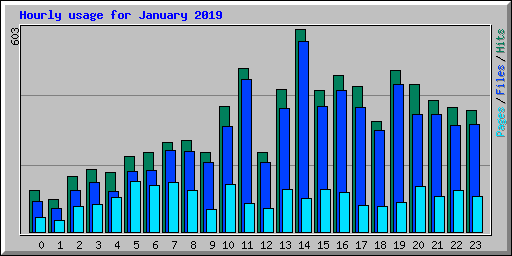 Hourly usage for January 2019
603
Pages/Files/Hits
0 1 2 3 4 5 6 7 8 9 10 11 12 13 14 15 16 17 18 19 20 21 22 23